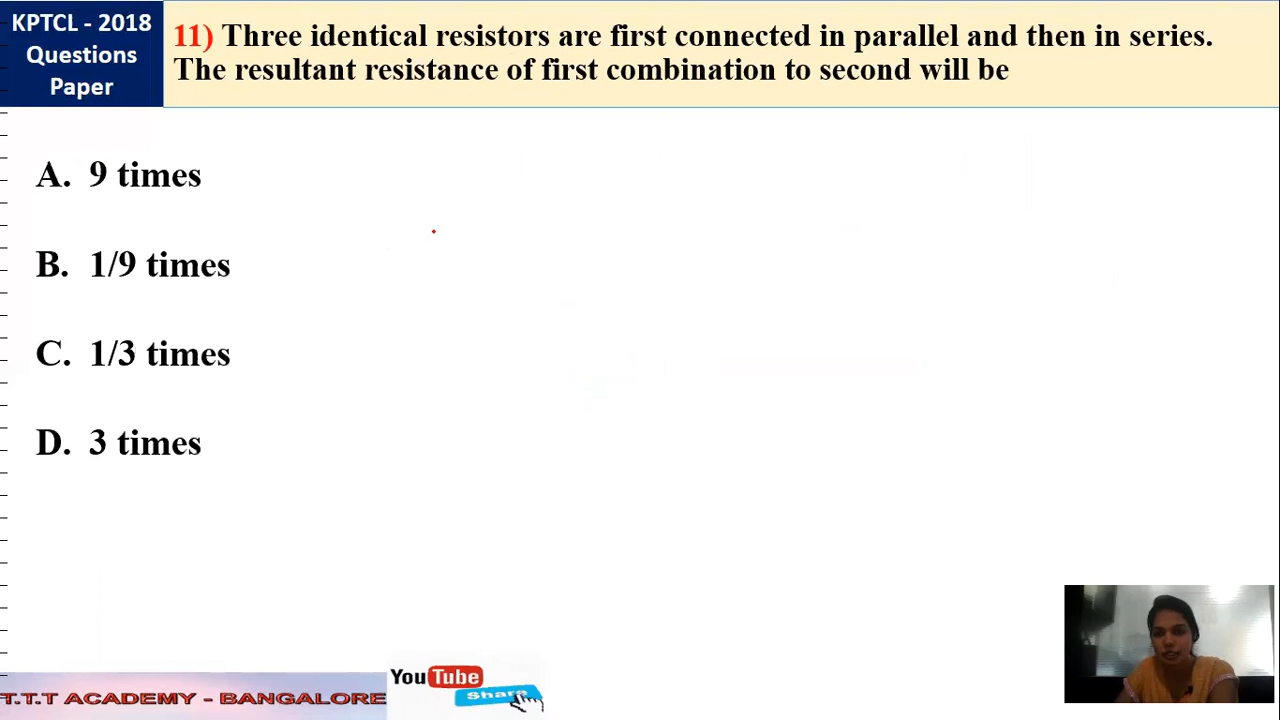 KPTCL - 2018
Questions
Paper
11) Three identical resistors are first connected in parallel and then in series.
The resultant resistance of first combination to second will be
A. 9 times
B. 1/9 times
C. 1/3 times
D. 3 times
T.T.T ACADEMY - BANGALORE
YouTube
Share